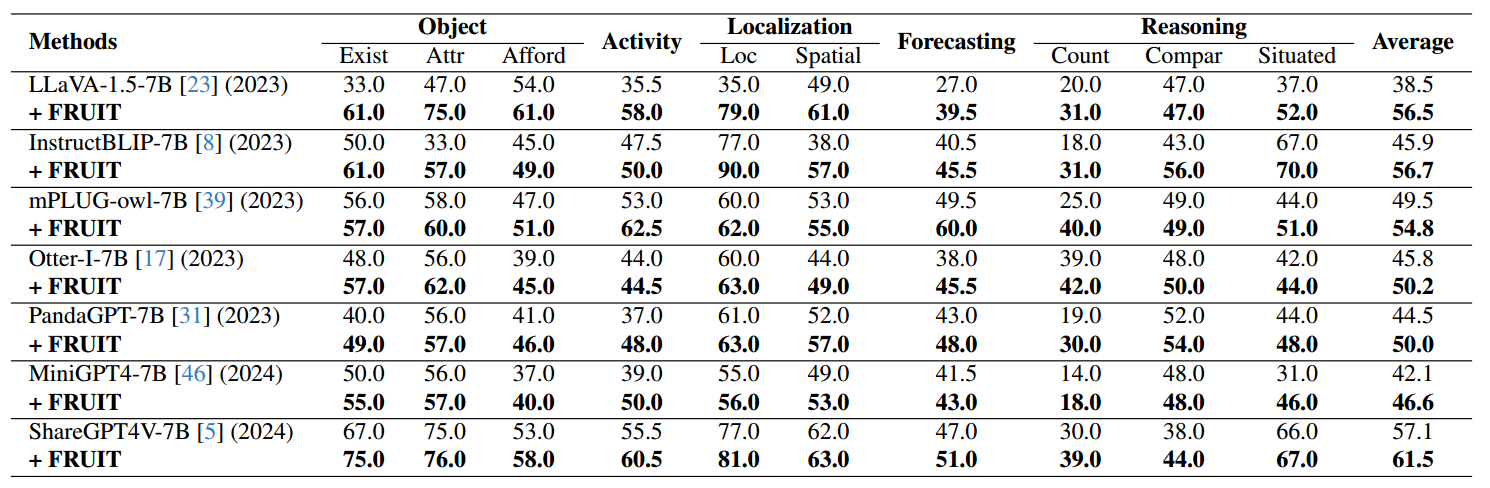 Methods Object Activity Localization Forecasting Reasoning Average
Exist Attr Afford Loc Spatial Count Compar Situated
LLaVA-1.5-7B [23] (2023) 33.0 47.0 54.0 35.5 35.0 49.0 27.0 20.0 47.0 37.0 38.5
+ FRUIT 61.0 75.0 61.0 58.0 79.0 61.0 39.5 31.0 47.0 52.0 56.5
InstructBLIP-7B [8] (2023) 50.0 33.0 45.0 47.5 77.0 38.0 40.5 18.0 43.0 67.0 45.9
+ FRUIT 61.0 57.0 49.0 50.0 90.0 57.0 45.5 31.0 56.0 70.0 56.7
mPLUG-owl-7B [39] (2023) 56.0 58.0 47.0 53.0 60.0 53.0 49.5 25.0 49.0 44.0 49.5
+ FRUIT 57.0 60.0 51.0 62.5 62.0 55.0 60.0 40.0 49.0 51.0 54.8
Otter-I-7B [17] (2023) 48.0 56.0 39.0 44.0 60.0 44.0 38.0 39.0 48.0 42.0 45.8
+ FRUIT 57.0 62.0 45.0 44.5 63.0 49.0 45.5 42.0 50.0 44.0 50.2
PandaGPT-7B [31] (2023) 40.0 56.0 41.0 37.0 61.0 52.0 43.0 19.0 52.0 44.0 44.5
+ FRUIT 49.0 57.0 46.0 48.0 63.0 57.0 48.0 30.0 54.0 48.0 50.0
MiniGPT4-7B [46] (2024) 50.0 56.0 37.0 39.0 55.0 49.0 41.5 14.0 48.0 31.0 42.1
+ FRUIT 55.0 57.0 40.0 50.0 56.0 53.0 43.0 18.0 48.0 46.0 46.6
ShareGPT4V-7B [5] (2024) 67.0 75.0 53.0 55.5 77.0 62.0 47.0 30.0 38.0 66.0 57.1
+ FRUIT 75.0 76.0 58.0 60.5 81.0 63.0 51.0 39.0 44.0 67.0 61.5